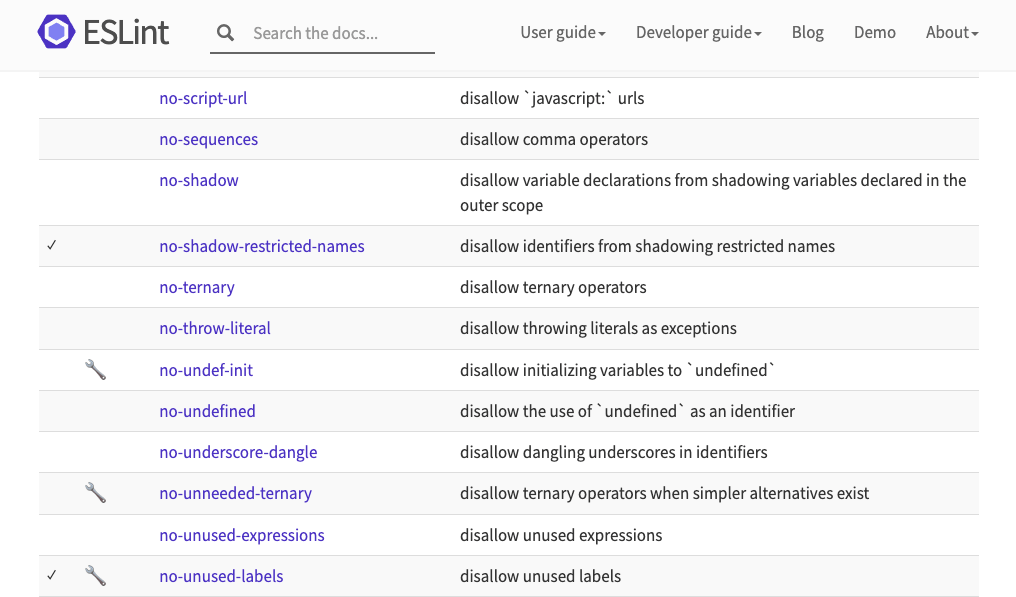 ESLint
Search the docs...
User guide
Developer guide
Blog
Demo
About
no-script-url
disallow `javascript:` urls
no-sequences
disallow comma operators
no-shadow
disallow variable declarations from shadowing variables declared in the
outer scope
✓
no-shadow-restricted-names
disallow identifiers from shadowing restricted names
no-ternary
disallow ternary operators
no-throw-literal
disallow throwing literals as exceptions
no-undef-init
disallow initializing variables to `undefined`
no-undefined
disallow the use of `undefined` as an identifier
no-underscore-dangle
disallow dangling underscores in identifiers
no-unneeded-ternary
disallow ternary operators when simpler alternatives exist
no-unused-expressions
disallow unused expressions
✓
no-unused-labels
disallow unused labels